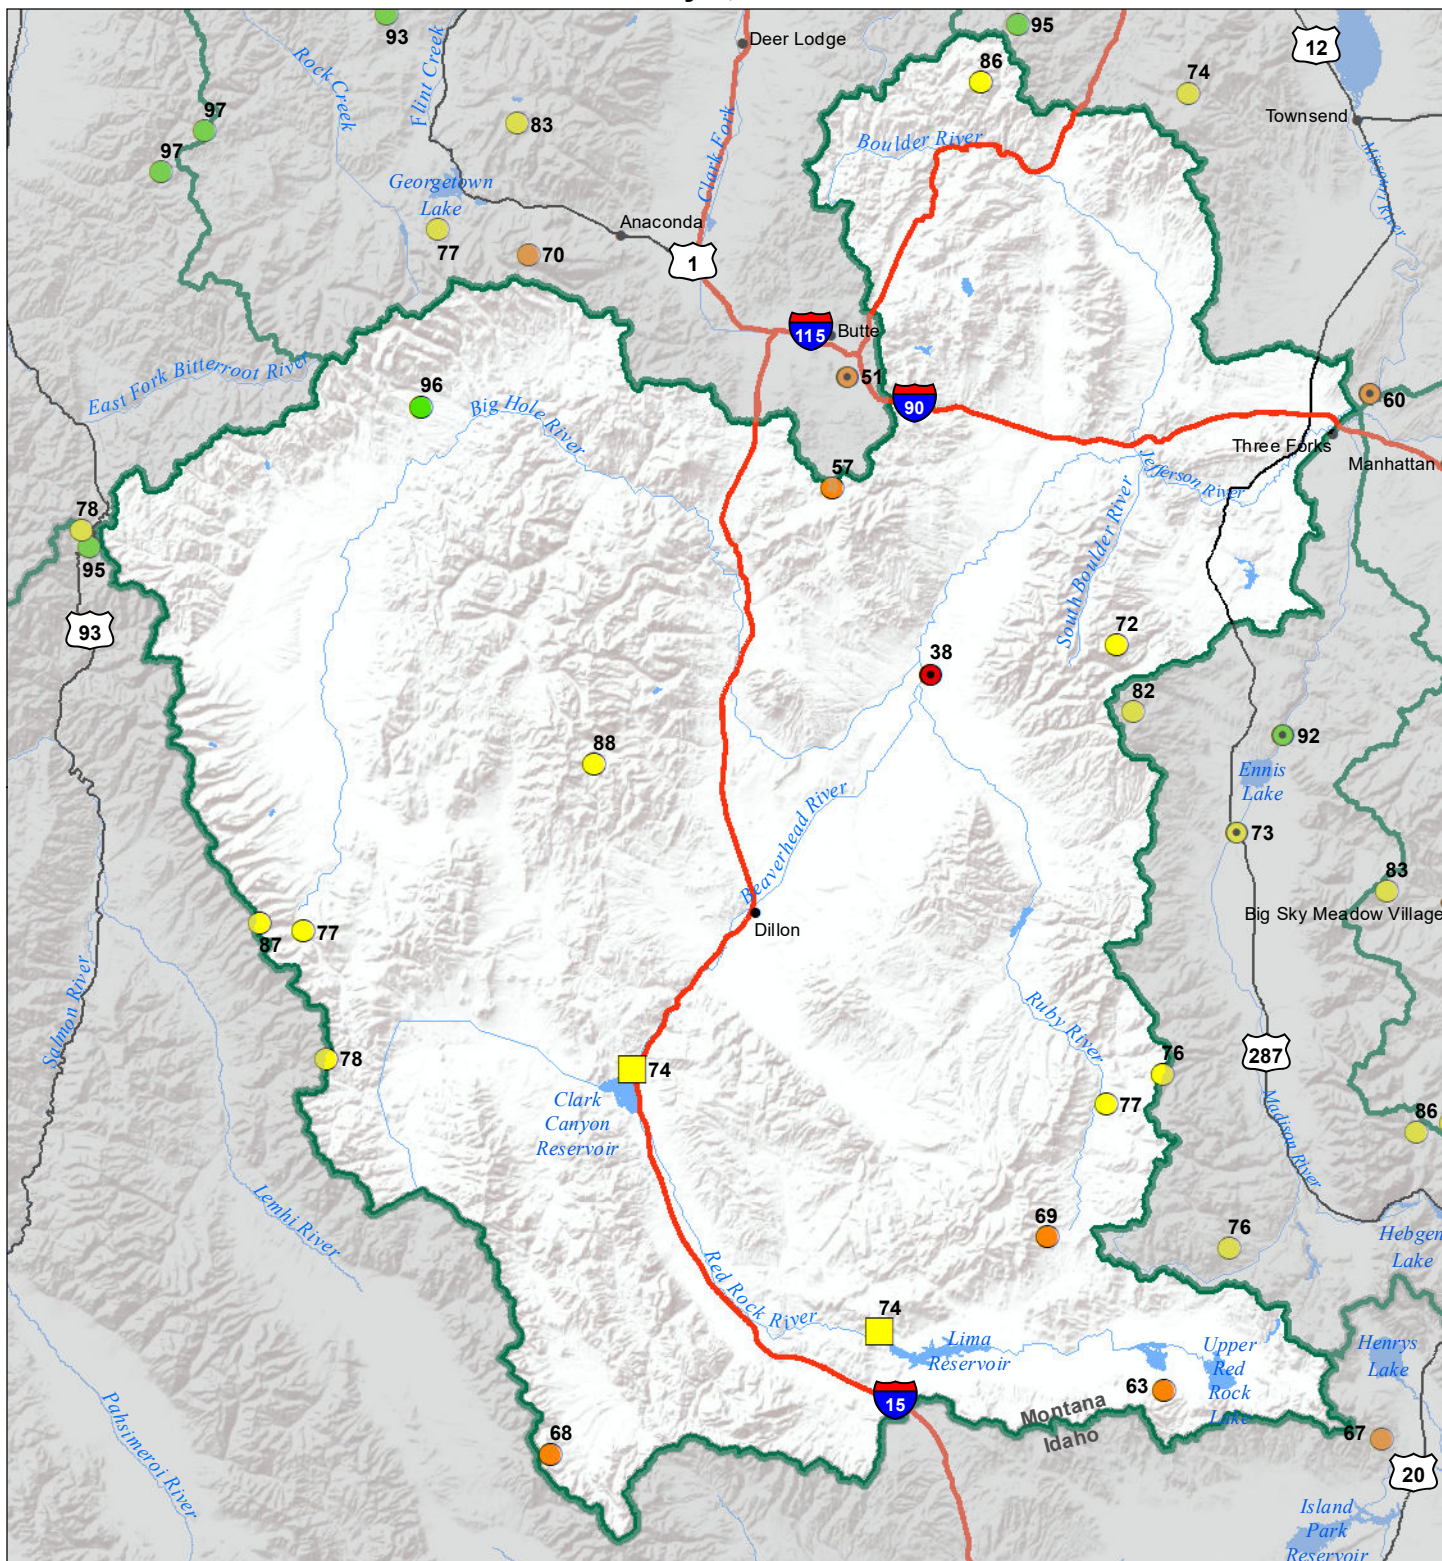 93
Deer Lodge
95
12
Rock Creek
Flint Creek
86
74
97
83
Clark Fork
Boulder River
Townsend
97
Georgetown
Lake
Missouri River
77
70
Anaconda
1
115
Butte
51
East Fork Bitterroot River
96
Big Hole River
90
60
Three Forks
Manhattan
57
Jefferson River
78
95
South Boulder River
93
72
38
82
92
88
Ennis
Lake
Beaverhead River
73
83
Big Sky Meadow Village
87
77
Dillon
Salmon River
Ruby River
78
74
76
287
Clark
Canyon
Reservoir
77
86
Madison River
Lemhi River
69
76
Hebgen
Lake
Red Rock River
74
Lima
Reservoir
Upper
Red
Rock
Lake
Henrys
Lake
63
15
Montana
Idaho
Pahsimeroi River
68
67
20
Island
Park
Reservoir